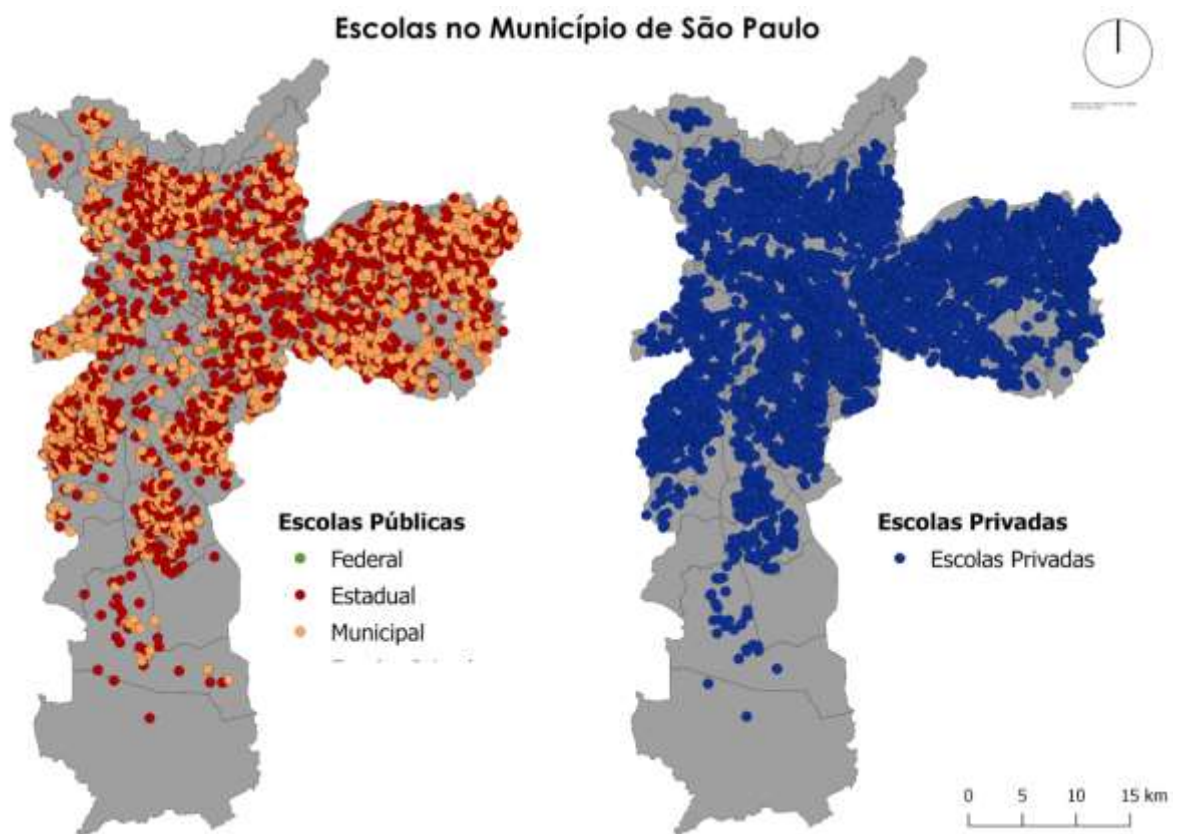 Escolas no Município de São Paulo
Escolas Públicas
Federal
Estadual
Municipal
Escolas Privadas
Escolas Privadas
0 5 10 15 km